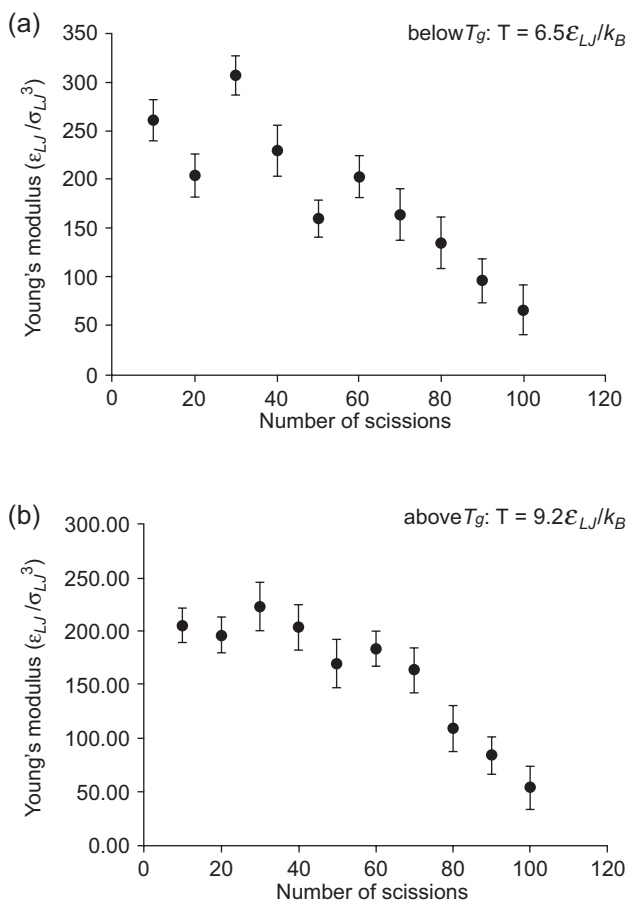 (a)
below Tg: T = 6.5ℰLJ/kB
350
300
250
200
150
100
50
0
Young's modulus (εLJ /σLJ³)
0 20 40 60 80 100 120
Number of scissions
(b)
above Tg: T = 9.2ℰLJ/kB
300.00
250.00
200.00
150.00
100.00
50.00
0.00
Young's modulus (εLJ /σLJ³)
0 20 40 60 80 100 120
Number of scissions